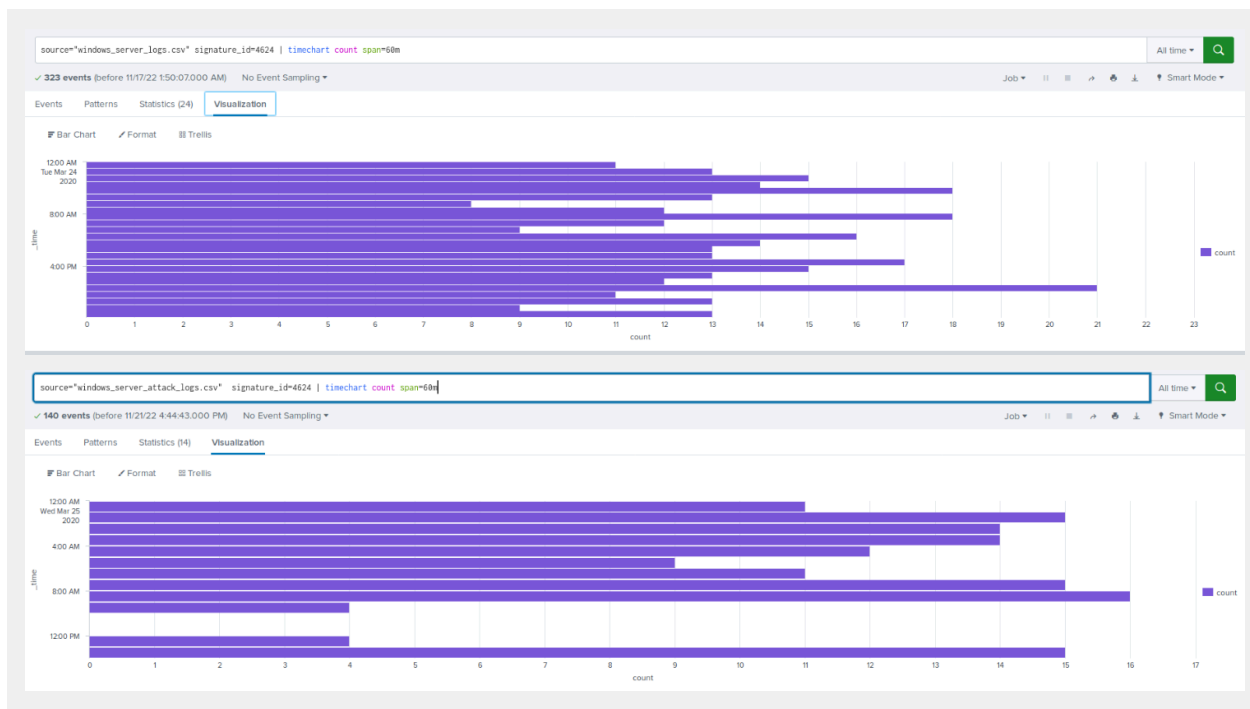 source="windows_server_logs.csv" signature_id=4624 | timechart count span=60m
All time
323 events (before 11/17/22 1:50:07.000 AM) No Event Sampling
Job
Smart Mode
Events Patterns Statistics (24) Visualization
Bar Chart Format Trellis
12:00 AM
Tue Mar 24
2020
8:00 AM
_time
4:00 PM
count
0 1 2 3 4 5 6 7 8 9 10 11 12 13 14 15 16 17 18 19 20 21 22 23
count
source="windows_server_attack_logs.csv" signature_id=4624 | timechart count span=60m
All time
140 events (before 11/21/22 4:44:43.000 PM) No Event Sampling
Job
Smart Mode
Events Patterns Statistics (14) Visualization
Bar Chart Format Trellis
12:00 AM
Wed Mar 25
2020
4:00 AM
_time
8:00 AM
count
12:00 PM
0 1 2 3 4 5 6 7 8 9 10 11 12 13 14 15 16 17
count